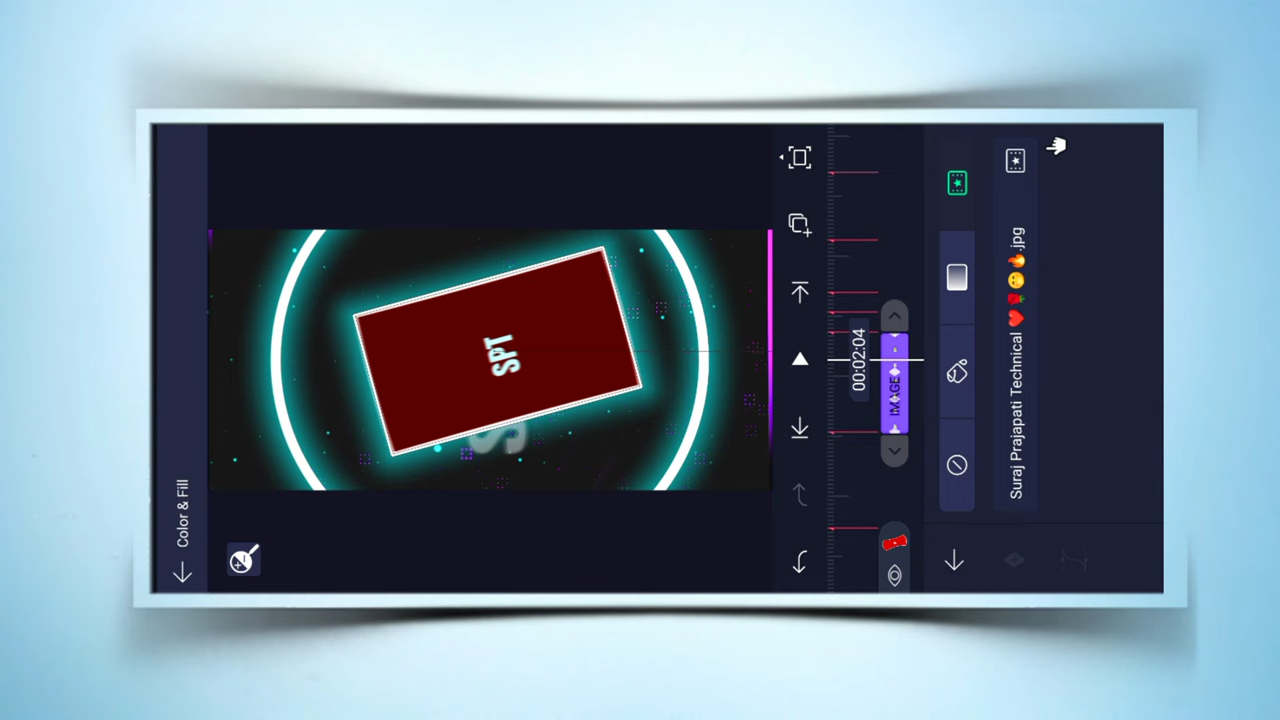 Color & Fill
SPT
S
00:02:04
IMAGE
Suraj Prajapati Technical ❤️🌹🙂🔥.jpg